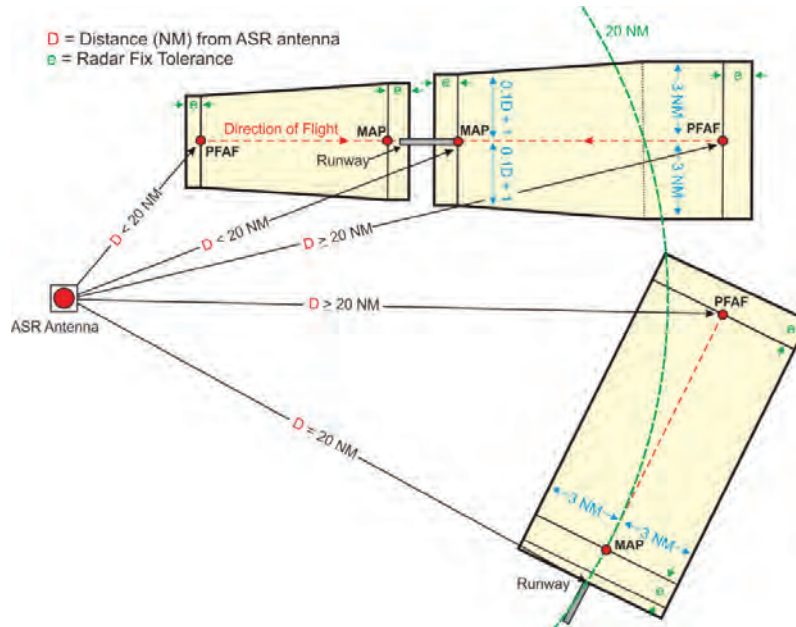 D = Distance (NM) from ASR antenna
e = Radar Fix Tolerance
20 NM
e
e
e
e
0.1D + 1
3 NM
Direction of Flight
PFAF
MAP
MAP
PFAF
Runway
0.1D + 1
3 NM
D < 20 NM
D < 20 NM
D ≥ 20 NM
D ≥ 20 NM
ASR Antenna
PFAF
e
D = 20 NM
3 NM
3 NM
MAP
Runway
e